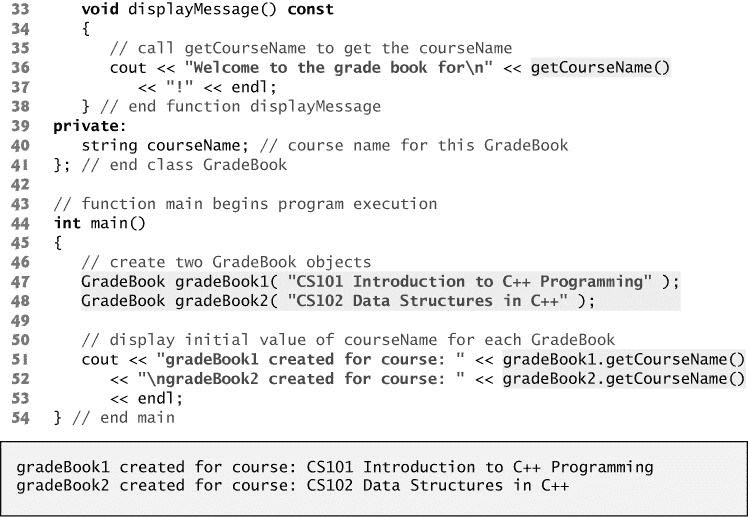 33 void displayMessage() const
34 {
35 // call getCourseName to get the courseName
36 cout << "Welcome to the grade book for\n" << getCourseName()
37 << "!" << endl;
38 } // end function displayMessage
39 private:
40 string courseName; // course name for this GradeBook
41 }; // end class GradeBook
42
43 // function main begins program execution
44 int main()
45 {
46 // create two GradeBook objects
47 GradeBook gradeBook1( "CS101 Introduction to C++ Programming" );
48 GradeBook gradeBook2( "CS102 Data Structures in C++" );
49
50 // display initial value of courseName for each GradeBook
51 cout << "gradeBook1 created for course: " << gradeBook1.getCourseName()
52 << "\ngradeBook2 created for course: " << gradeBook2.getCourseName()
53 << endl;
54 } // end main
gradeBook1 created for course: CS101 Introduction to C++ Programming
gradeBook2 created for course: CS102 Data Structures in C++